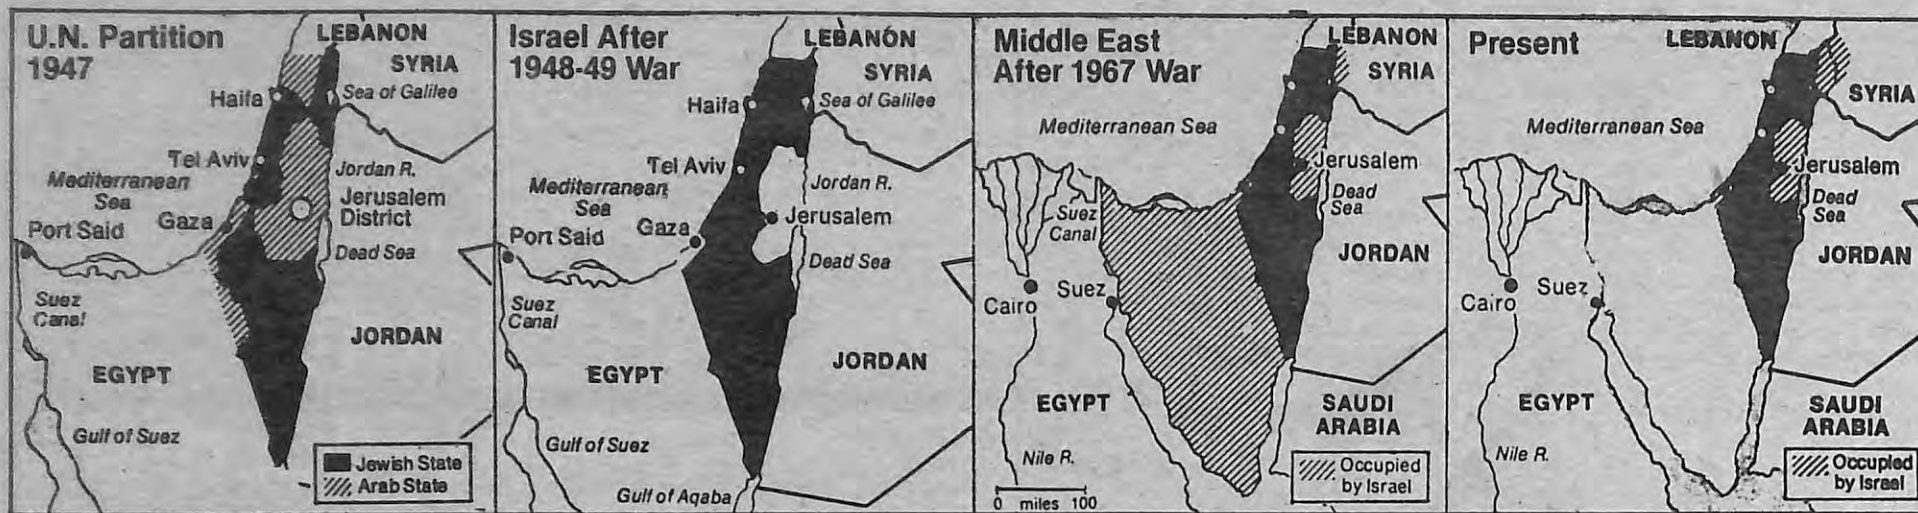 U.N. Partition
1947
LEBANON
SYRIA
Haifa
Sea of Galilee
Tel Aviv
Jordan R.
Mediterranean
Sea
Jerusalem
District
Gaza
Port Said
Dead Sea
Suez
Canal
JORDAN
EGYPT
Gulf of Suez
Jewish State
Arab State
Israel After
1948-49 War
LEBANON
SYRIA
Haifa
Sea of Galilee
Tel Aviv
Jordan R.
Mediterranean
Sea
Jerusalem
Gaza
Port Said
Dead Sea
Suez
Canal
JORDAN
EGYPT
Gulf of Suez
Gulf of Aqaba
Middle East
After 1967 War
LEBANON
SYRIA
Mediterranean Sea
Jerusalem
Dead
Sea
Suez
Canal
JORDAN
Suez
Cairo
EGYPT
SAUDI
ARABIA
Nile R.
0 miles 100
Occupied
by Israel
Present
LEBANON
SYRIA
Mediterranean Sea
Jerusalem
Dead
Sea
JORDAN
Suez
Cairo
EGYPT
SAUDI
ARABIA
Nile R.
Occupied
by Israel